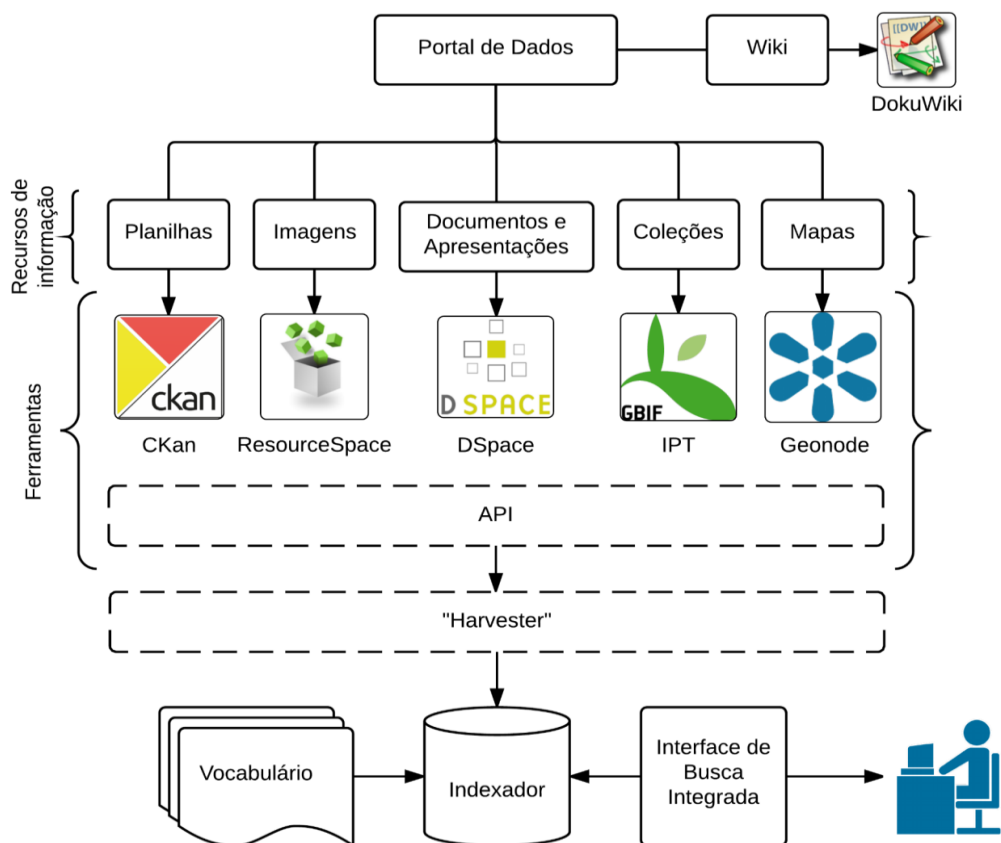 Portal de Dados
Wiki
[[DW]]
DokuWiki
Recursos de
informação
Planilhas
Imagens
Documentos e
Apresentações
Coleções
Mapas
Ferramentas
ckan
D SPACE
GBIF
CKan
ResourceSpace
DSpace
IPT
Geonode
API
"Harvester"
Vocabulário
Indexador
Interface de
Busca
Integrada